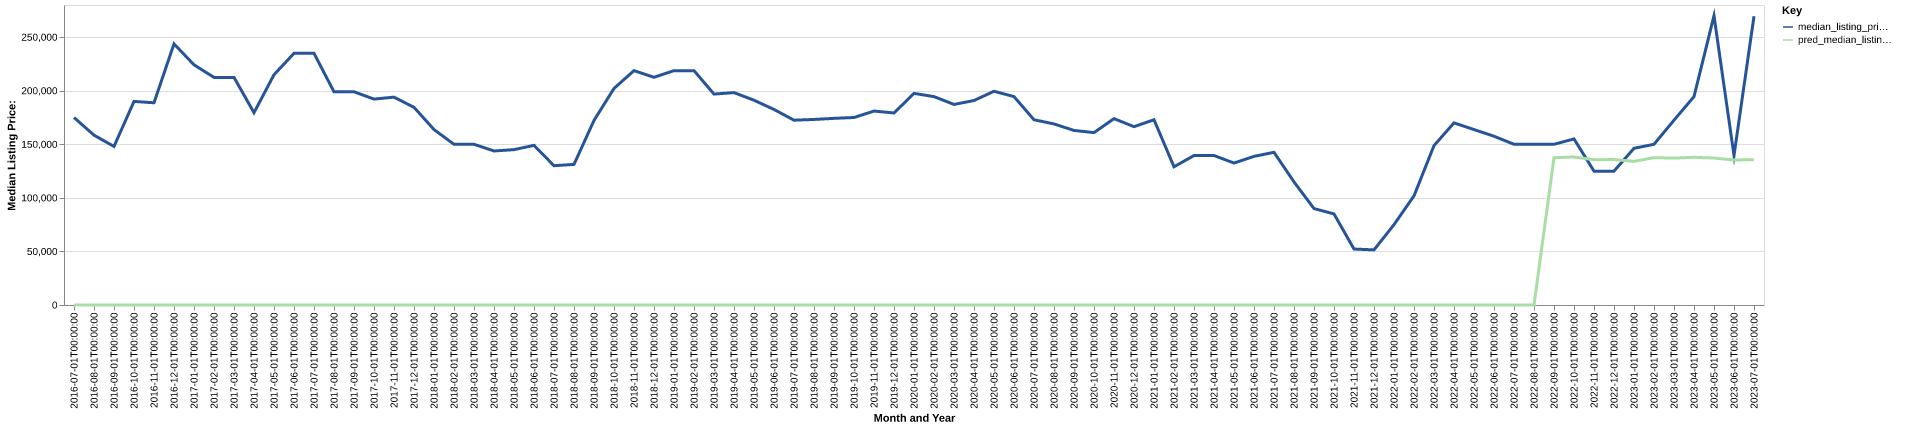 Key
median_listing_pri…
pred_median_listin…
Median Listing Price:
250,000
200,000
150,000
100,000
50,000
0
2016-07-01T00:00:00
2016-08-01T00:00:00
2016-09-01T00:00:00
2016-10-01T00:00:00
2016-11-01T00:00:00
2016-12-01T00:00:00
2017-01-01T00:00:00
2017-02-01T00:00:00
2017-03-01T00:00:00
2017-04-01T00:00:00
2017-05-01T00:00:00
2017-06-01T00:00:00
2017-07-01T00:00:00
2017-08-01T00:00:00
2017-09-01T00:00:00
2017-10-01T00:00:00
2017-11-01T00:00:00
2017-12-01T00:00:00
2018-01-01T00:00:00
2018-02-01T00:00:00
2018-03-01T00:00:00
2018-04-01T00:00:00
2018-05-01T00:00:00
2018-06-01T00:00:00
2018-07-01T00:00:00
2018-08-01T00:00:00
2018-09-01T00:00:00
2018-10-01T00:00:00
2018-11-01T00:00:00
2018-12-01T00:00:00
2019-01-01T00:00:00
2019-02-01T00:00:00
2019-03-01T00:00:00
2019-04-01T00:00:00
2019-05-01T00:00:00
2019-06-01T00:00:00
2019-07-01T00:00:00
2019-08-01T00:00:00
2019-09-01T00:00:00
2019-10-01T00:00:00
2019-11-01T00:00:00
2019-12-01T00:00:00
2020-01-01T00:00:00
2020-02-01T00:00:00
2020-03-01T00:00:00
2020-04-01T00:00:00
2020-05-01T00:00:00
2020-06-01T00:00:00
2020-07-01T00:00:00
2020-08-01T00:00:00
2020-09-01T00:00:00
2020-10-01T00:00:00
2020-11-01T00:00:00
2020-12-01T00:00:00
2021-01-01T00:00:00
2021-02-01T00:00:00
2021-03-01T00:00:00
2021-04-01T00:00:00
2021-05-01T00:00:00
2021-06-01T00:00:00
2021-07-01T00:00:00
2021-08-01T00:00:00
2021-09-01T00:00:00
2021-10-01T00:00:00
2021-11-01T00:00:00
2021-12-01T00:00:00
2022-01-01T00:00:00
2022-02-01T00:00:00
2022-03-01T00:00:00
2022-04-01T00:00:00
2022-05-01T00:00:00
2022-06-01T00:00:00
2022-07-01T00:00:00
2022-08-01T00:00:00
2022-09-01T00:00:00
2022-10-01T00:00:00
2022-11-01T00:00:00
2022-12-01T00:00:00
2023-01-01T00:00:00
2023-02-01T00:00:00
2023-03-01T00:00:00
2023-04-01T00:00:00
2023-05-01T00:00:00
2023-06-01T00:00:00
2023-07-01T00:00:00
Month and Year